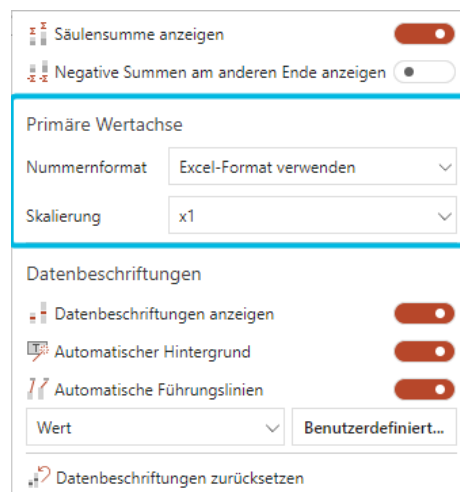 Säulensumme anzeigen
Negative Summen am anderen Ende anzeigen
Primäre Wertachse
Nummernformat Excel-Format verwenden
Skalierung x1
Datenbeschriftungen
Datenbeschriftungen anzeigen
Automatischer Hintergrund
Automatische Führungslinien
Wert Benutzerdefiniert...
Datenbeschriftungen zurücksetzen